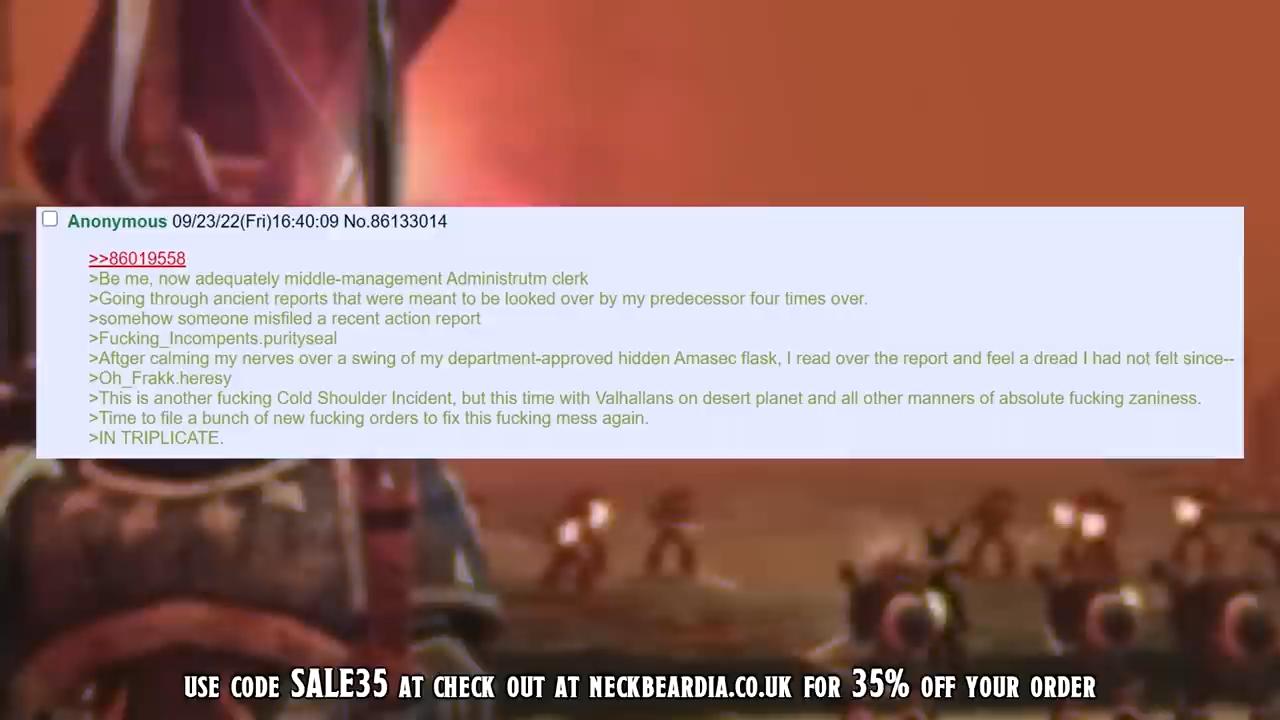 Anonymous 09/23/22(Fri)16:40:09 No.86133014
>>86019558
>Be me, now adequately middle-management Administrutm clerk
>Going through ancient reports that were meant to be looked over by my predecessor four times over.
>somehow someone misfiled a recent action report
>Fucking_Incompents.purityseal
>Aftger calming my nerves over a swing of my department-approved hidden Amasec flask, I read over the report and feel a dread I had not felt since--
>Oh_Frakk.heresy
>This is another fucking Cold Shoulder Incident, but this time with Valhallans on desert planet and all other manners of absolute fucking zaniness.
>Time to file a bunch of new fucking orders to fix this fucking mess again.
>IN TRIPLICATE.
USE CODE SALE35 AT CHECK OUT AT NECKBEARDIA.CO.UK FOR 35% OFF YOUR ORDER